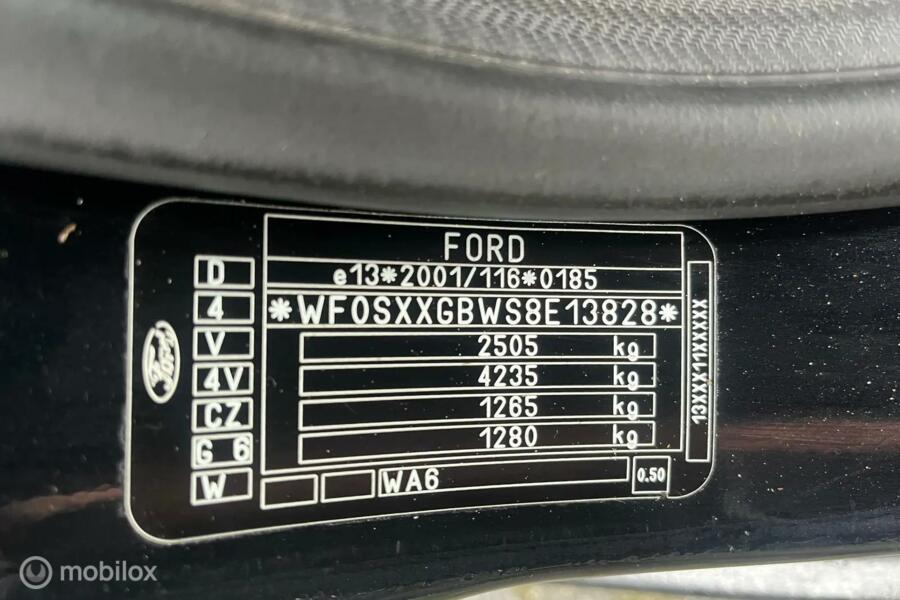 FORD
e13*2001/116*0185
*WF0SXXGBWS8E13828*
2505 kg
4235 kg
1265 kg
1280 kg
WA6
0.50
D
4
V
4V
CZ
G 6
W
Ford
13XXX11XXXXX
mobilox